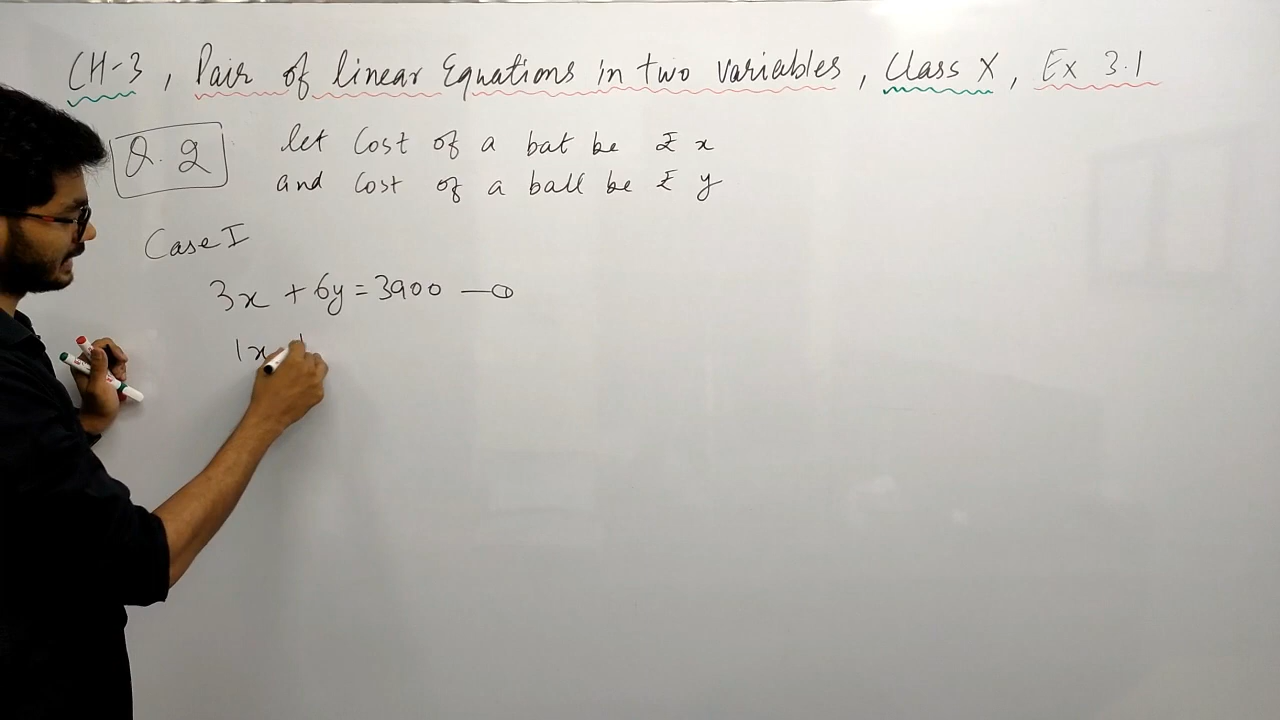 CH-3, Pair of linear Equations in two variables, Class X, Ex 3.1
Q.2
let Cost of a bat be ₹ x
and Cost of a ball be ₹ y
Case I
3x + 6y = 3900 —①
1x